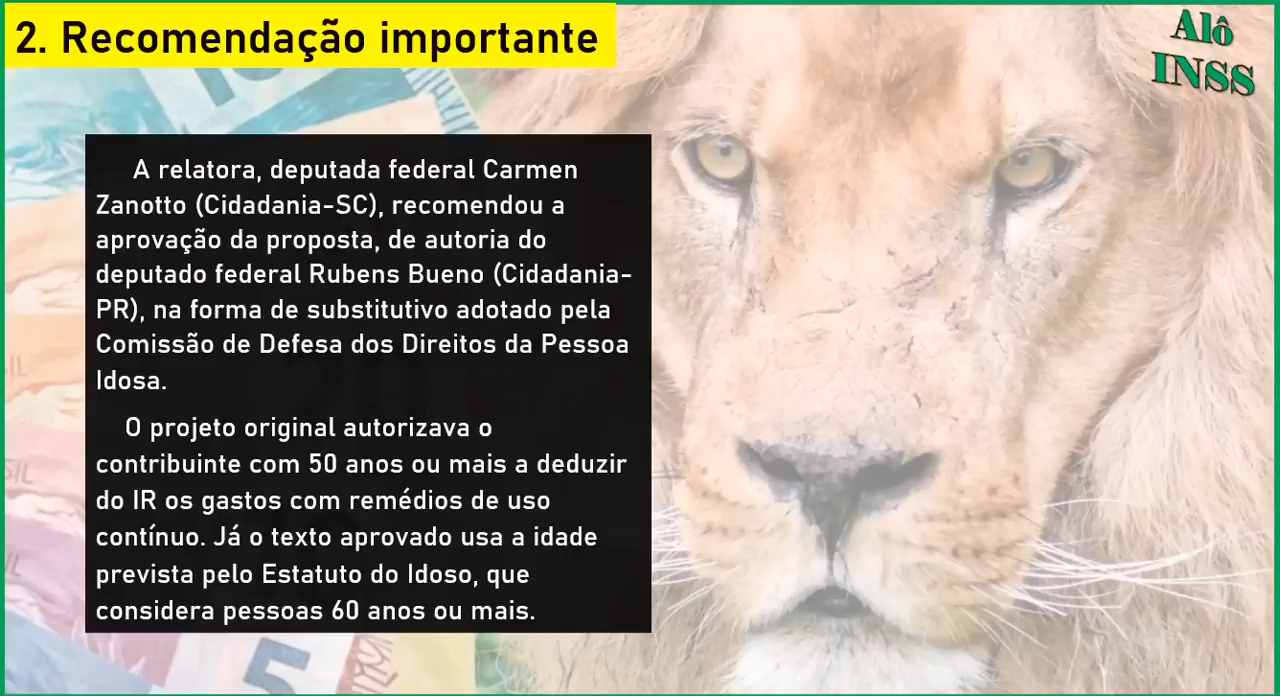 2. Recomendação importante
Alô
INSS
A relatora, deputada federal Carmen
Zanotto (Cidadania-SC), recomendou a
aprovação da proposta, de autoria do
deputado federal Rubens Bueno (Cidadania-
PR), na forma de substitutivo adotado pela
Comissão de Defesa dos Direitos da Pessoa
Idosa.
O projeto original autorizava o
contribuinte com 50 anos ou mais a deduzir
do IR os gastos com remédios de uso
contínuo. Já o texto aprovado usa a idade
prevista pelo Estatuto do Idoso, que
considera pessoas 60 anos ou mais.
20
5